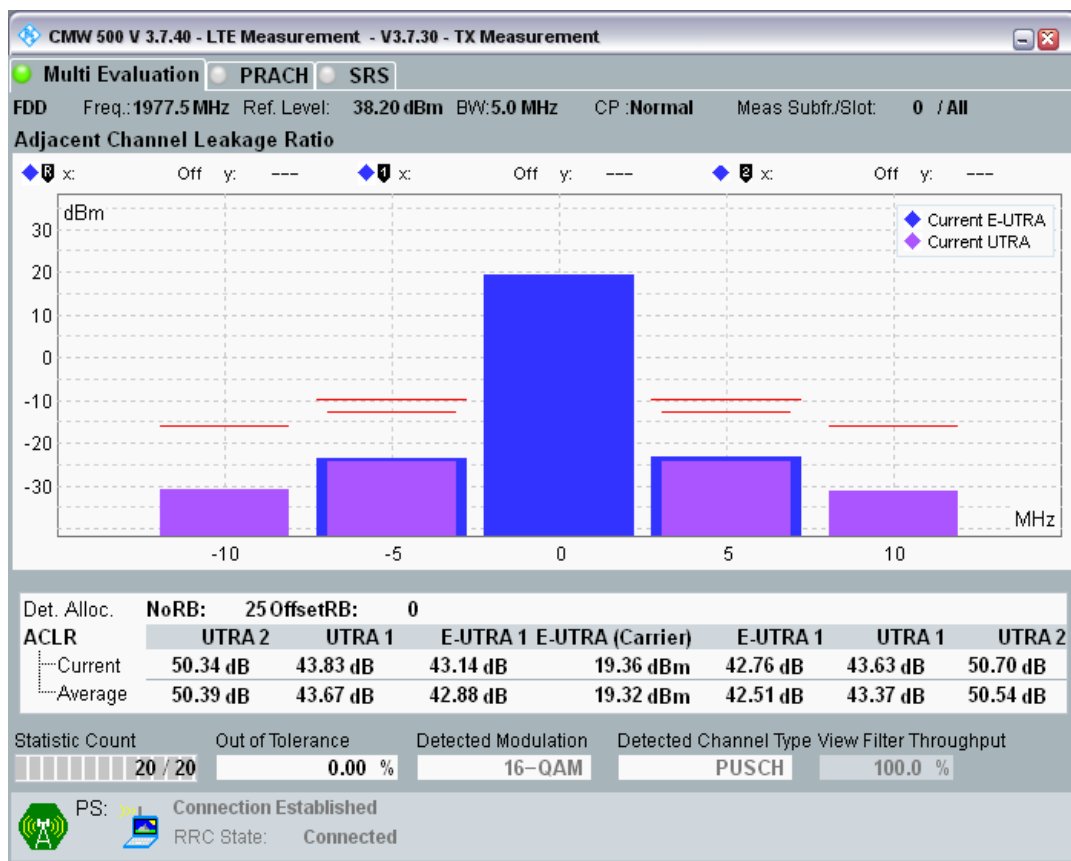 CMW 500 V 3.7.40 - LTE Measurement - V3.7.30 - TX Measurement
Multi Evaluation PRACH SRS
FDD Freq.: 1977.5 MHz Ref. Level: 38.20 dBm BW: 5.0 MHz CP : Normal Meas Subfr./Slot: 0 / All
Adjacent Channel Leakage Ratio
R x: Off y: --- 1 x: Off y: --- 2 x: Off y: ---
dBm
Current E-UTRA
Current UTRA
30
20
10
0
-10
-20
-30
MHz
-10 -5 0 5 10
Det. Alloc. NoRB: 25 OffsetRB: 0
ACLR UTRA 2 UTRA 1 E-UTRA 1 E-UTRA (Carrier) E-UTRA 1 UTRA 1 UTRA 2
Current 50.34 dB 43.83 dB 43.14 dB 19.36 dBm 42.76 dB 43.63 dB 50.70 dB
Average 50.39 dB 43.67 dB 42.88 dB 19.32 dBm 42.51 dB 43.37 dB 50.54 dB
Statistic Count Out of Tolerance Detected Modulation Detected Channel Type View Filter Throughput
20 / 20 0.00 % 16-QAM PUSCH 100.0 %
PS: Connection Established
RRC State: Connected